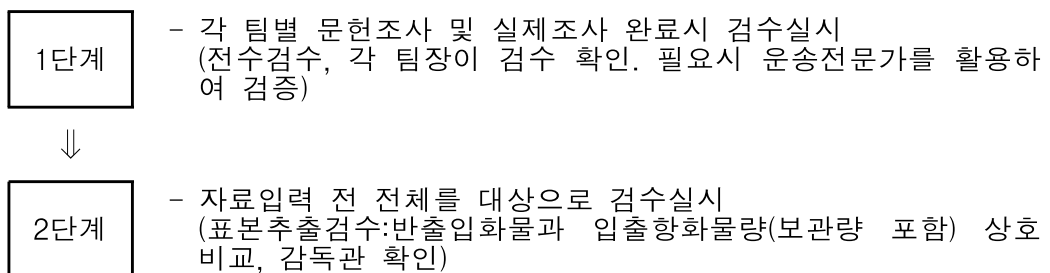 1단계
- 각 팀별 문헌조사 및 실제조사 완료시 검수실시
(전수검수, 각 팀장이 검수 확인. 필요시 운송전문가를 활용하
여 검증)
⇓
2단계
- 자료입력 전 전체를 대상으로 검수실시
(표본추출검수:반출입화물과 입출항화물량(보관량 포함) 상호
비교, 감독관 확인)